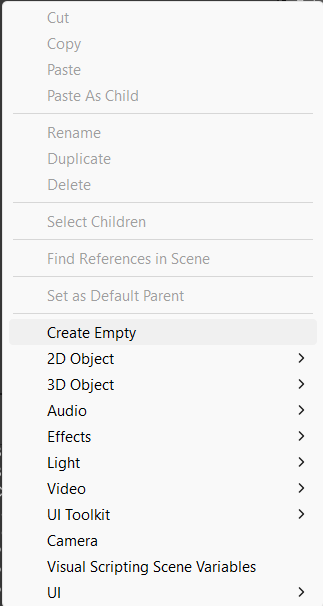 Cut
Copy
Paste
Paste As Child
Rename
Duplicate
Delete
Select Children
Find References in Scene
Set as Default Parent
Create Empty
2D Object
3D Object
Audio
Effects
Light
Video
UI Toolkit
Camera
Visual Scripting Scene Variables
UI